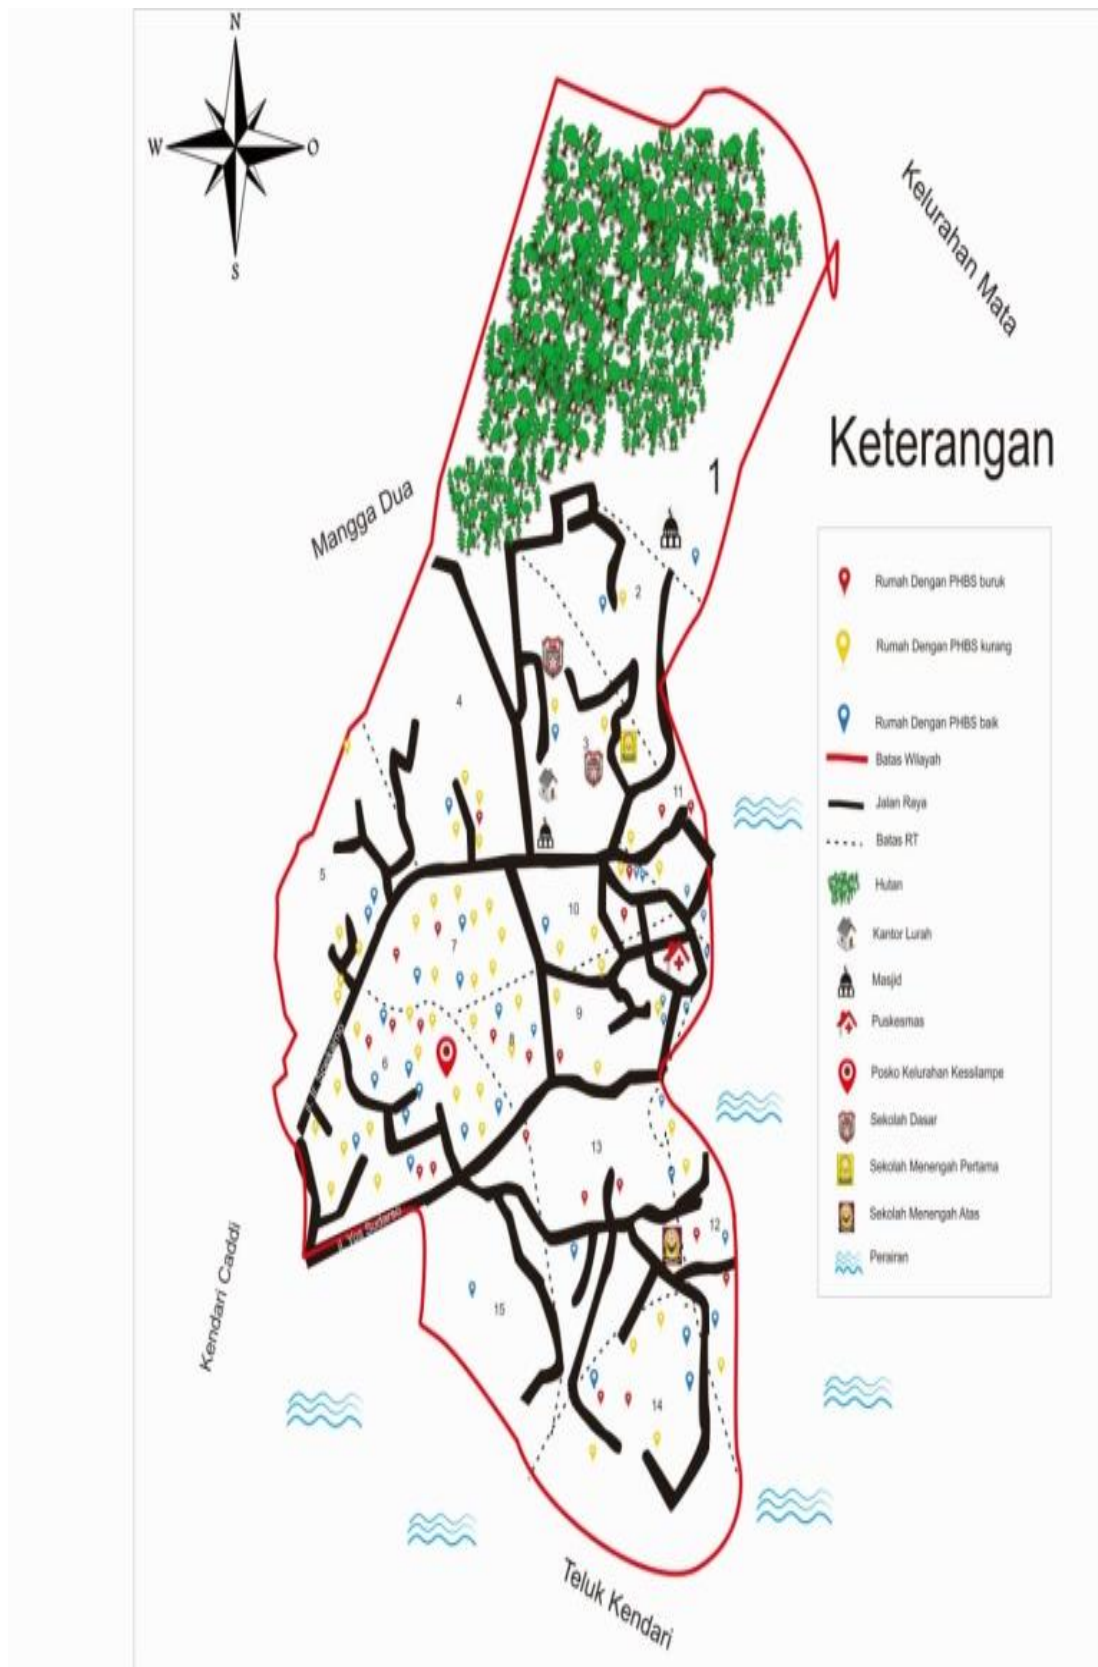 N
W
O
S
Kelurahan Mata
Keterangan
1
Mangga Dua
Rumah Dengan PHBS buruk
2
Rumah Dengan PHBS kurang
4
Rumah Dengan PHBS baik
3
Batas Wilayah
11
Jalan Raya
Batas RT
5
Hutan
10
Kantor Lurah
7
Masjid
9
Puskesmas
8
6
Posko Kelurahan Kessilampe
Sekolah Dasar
13
Sekolah Menengah Pertama
Sekolah Menengah Atas
12
Jl. Yos Sudarso
Perairan
Kendari Caddi
15
14
Teluk Kendari